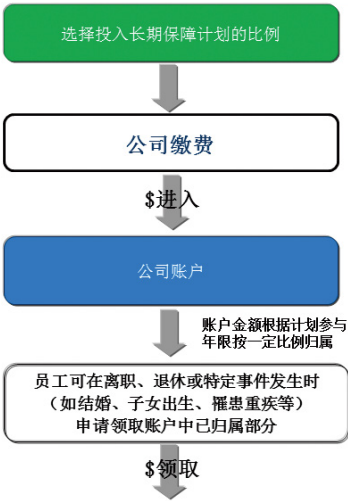 选择投入长期保障计划的比例
公司缴费
$进入
公司账户
账户金额根据计划参与
年限按一定比例归属
员工可在离职、退休或特定事件发生时
（如结婚、子女出生、罹患重疾等）
申请领取账户中已归属部分
$领取